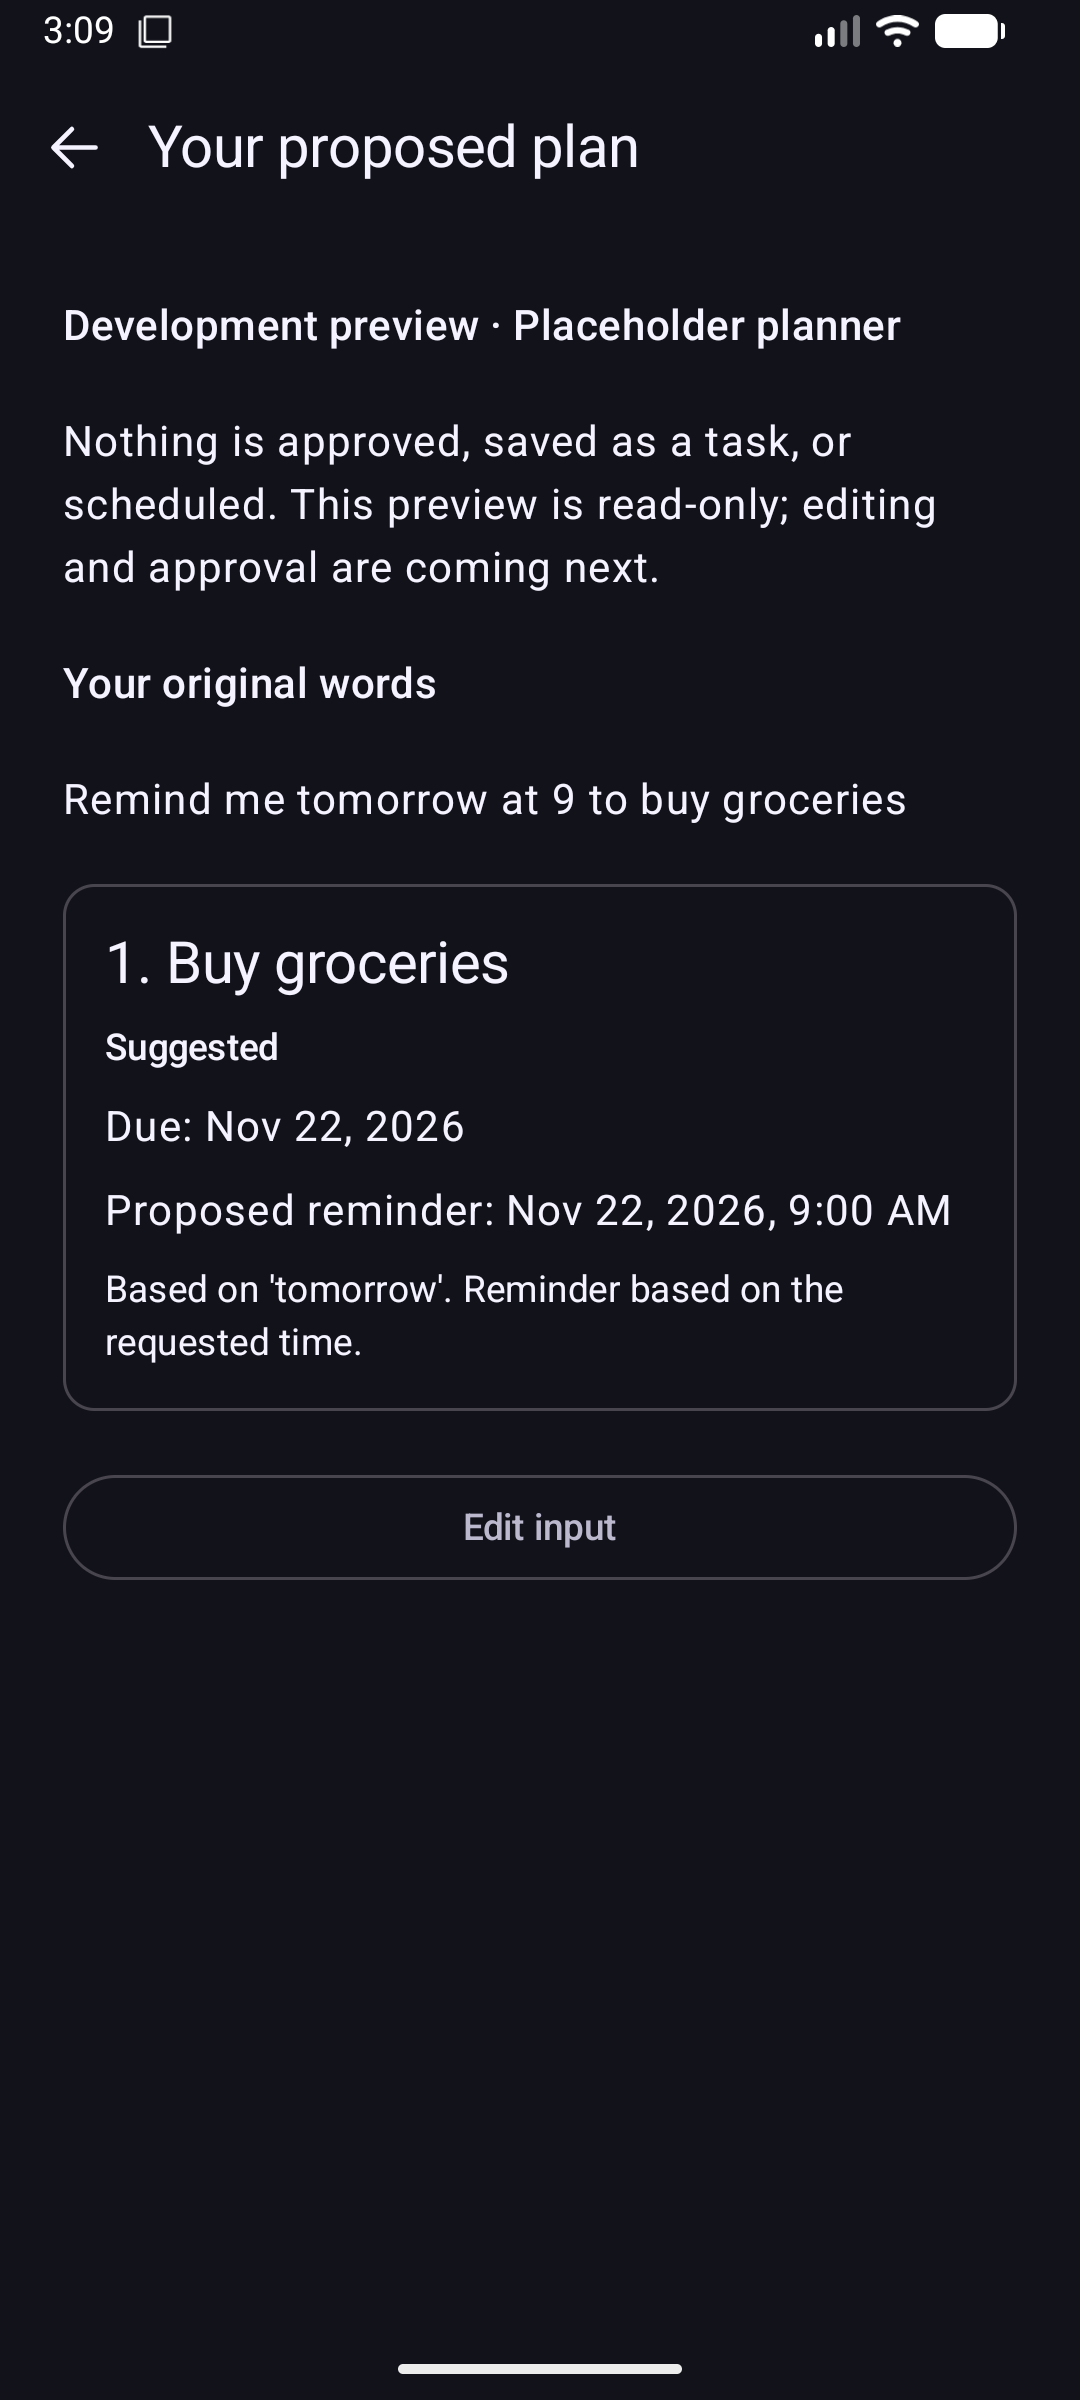 3:09
Your proposed plan
Development preview · Placeholder planner
Nothing is approved, saved as a task, or
scheduled. This preview is read-only; editing
and approval are coming next.
Your original words
Remind me tomorrow at 9 to buy groceries
1. Buy groceries
Suggested
Due: Nov 22, 2026
Proposed reminder: Nov 22, 2026, 9:00 AM
Based on 'tomorrow'. Reminder based on the
requested time.
Edit input